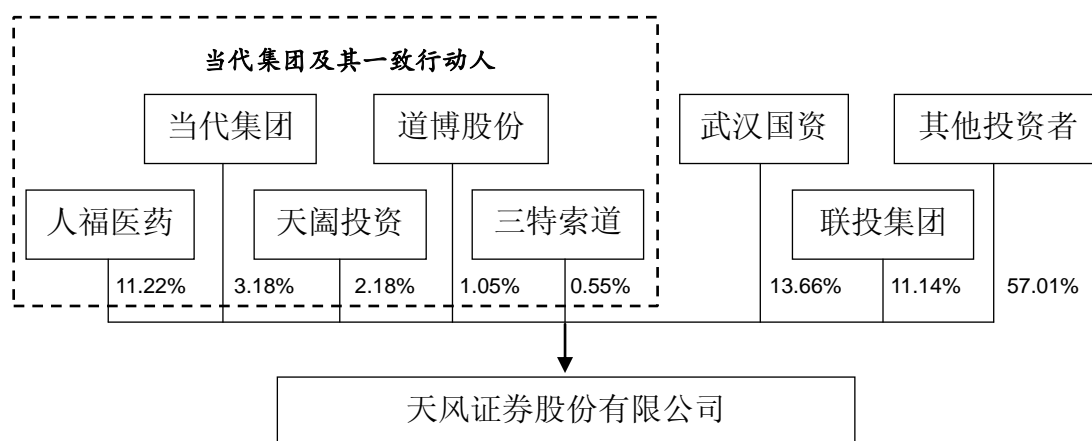 当代集团及其一致行动人
当代集团 道博股份 武汉国资 其他投资者
人福医药 天阖投资 三特索道 联投集团
11.22% 3.18% 2.18% 1.05% 0.55% 13.66% 11.14% 57.01%
天风证券股份有限公司